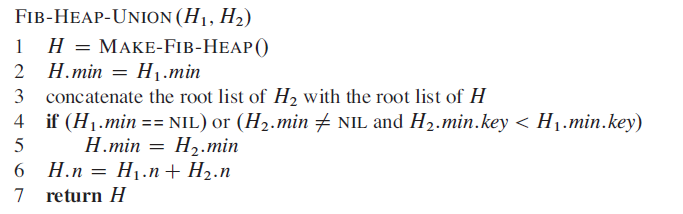 FIB-HEAP-UNION(H₁, H₂)
1 H = MAKE-FIB-HEAP()
2 H.min = H₁.min
3 concatenate the root list of H₂ with the root list of H
4 if (H₁.min == NIL) or (H₂.min ≠ NIL and H₂.min.key < H₁.min.key)
5 H.min = H₂.min
6 H.n = H₁.n + H₂.n
7 return H